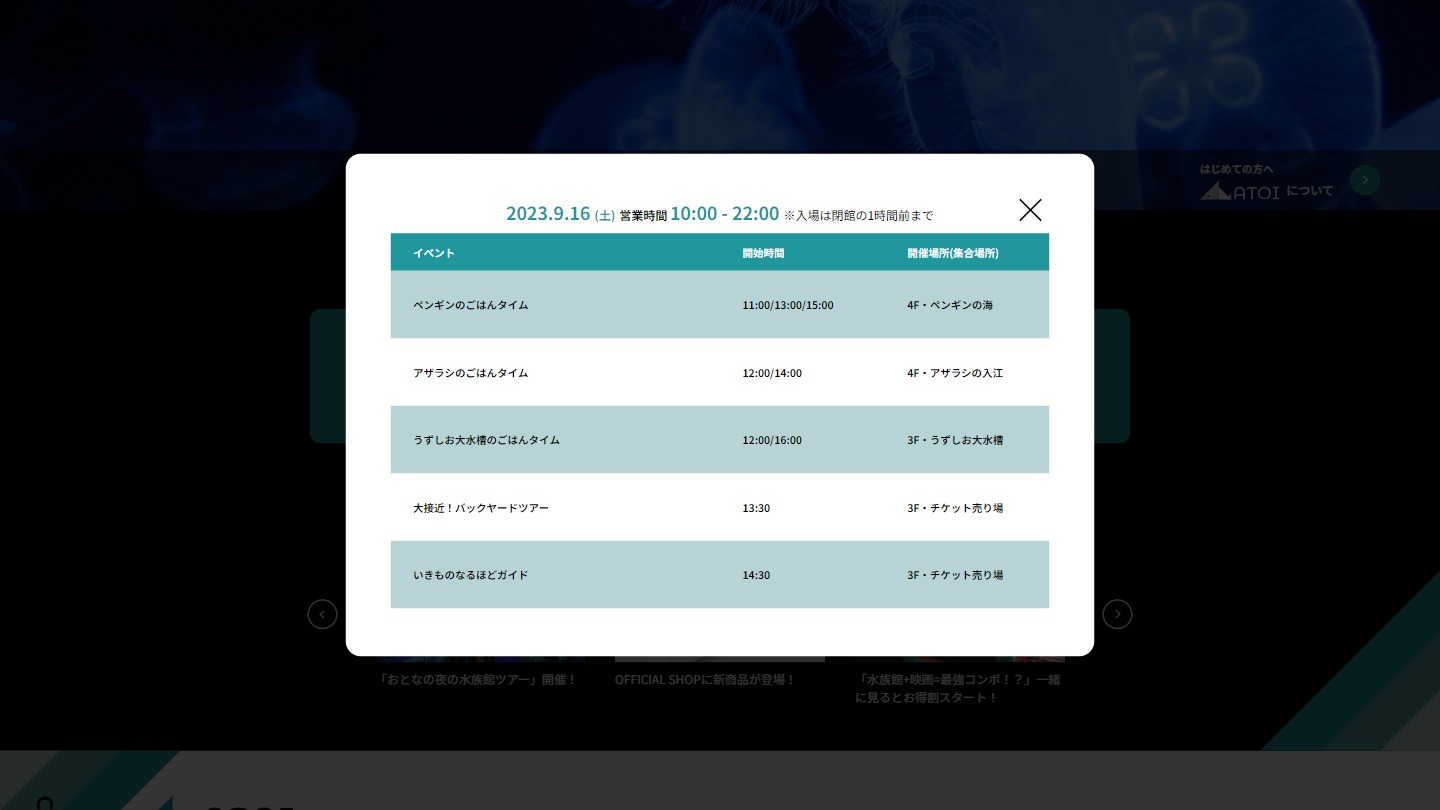 はじめての方へ
ATOI について
2023.9.16 (土) 営業時間 10:00 - 22:00 ※入場は閉館の1時間前まで
イベント 開始時間 開催場所(集合場所)
ペンギンのごはんタイム 11:00/13:00/15:00 4F・ペンギンの海
アザラシのごはんタイム 12:00/14:00 4F・アザラシの入江
うずしお大水槽のごはんタイム 12:00/16:00 3F・うずしお大水槽
大接近！バックヤードツアー 13:30 3F・チケット売り場
いきものなるほどガイド 14:30 3F・チケット売り場
「おとなの夜の水族館ツアー」開催！
OFFICIAL SHOPに新商品が登場！
「水族館+映画=最強コンボ！？」一緒
に見るとお得割スタート！